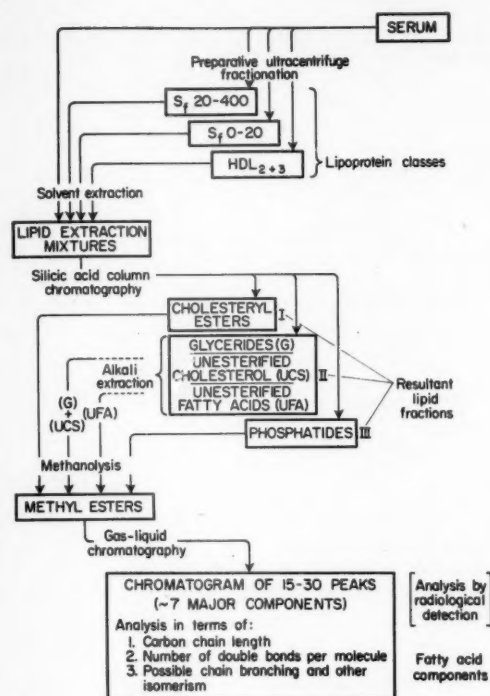 SERUM
Preparative ultracentrifuge
fractionation
S_f 20-400
S_f 0-20
HDL_2+3
Lipoprotein classes
Solvent extraction
LIPID EXTRACTION
MIXTURES
Silicic acid column
chromatography
CHOLESTERYL
ESTERS
I
GLYCERIDES (G)
UNESTERIFIED
CHOLESTEROL (UCS)
UNESTERIFIED
FATTY ACIDS (UFA)
II
Alkali
extraction
(G)
+
(UCS)
(UFA)
Resultant
lipid
fractions
PHOSPHATIDES
III
Methanolysis
METHYL ESTERS
Gas-liquid
chromatography
CHROMATOGRAM OF 15-30 PEAKS
(~7 MAJOR COMPONENTS)
Analysis in terms of:
1. Carbon chain length
2. Number of double bonds per molecule
3. Possible chain branching and other
isomerism
Analysis by
radiological
detection
Fatty acid
components